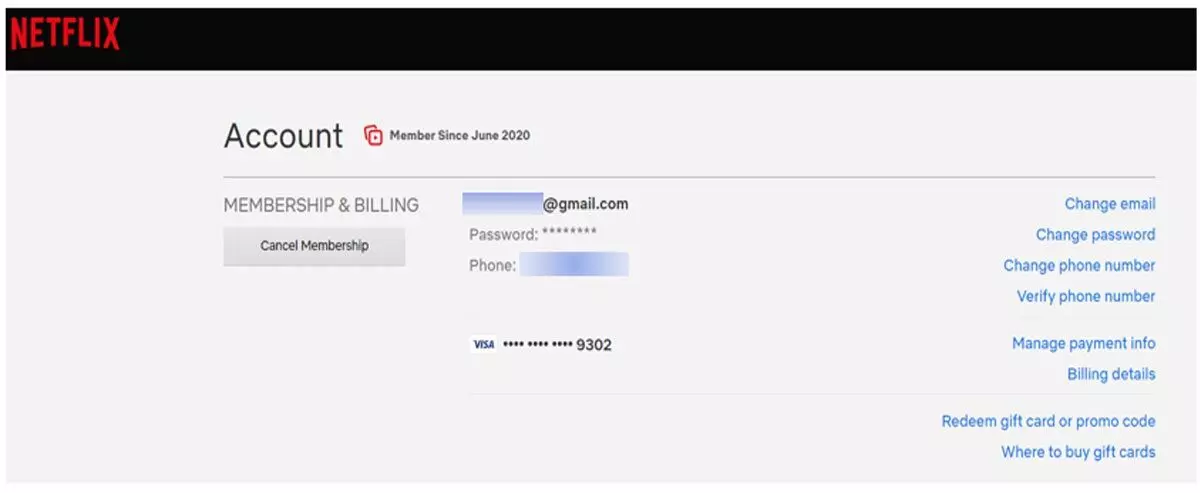 NETFLIX
Account Member Since June 2020
MEMBERSHIP & BILLING @gmail.com Change email
Cancel Membership Password: ******** Change password
Phone: Change phone number
Verify phone number
VISA •••• •••• •••• 9302 Manage payment info
Billing details
Redeem gift card or promo code
Where to buy gift cards